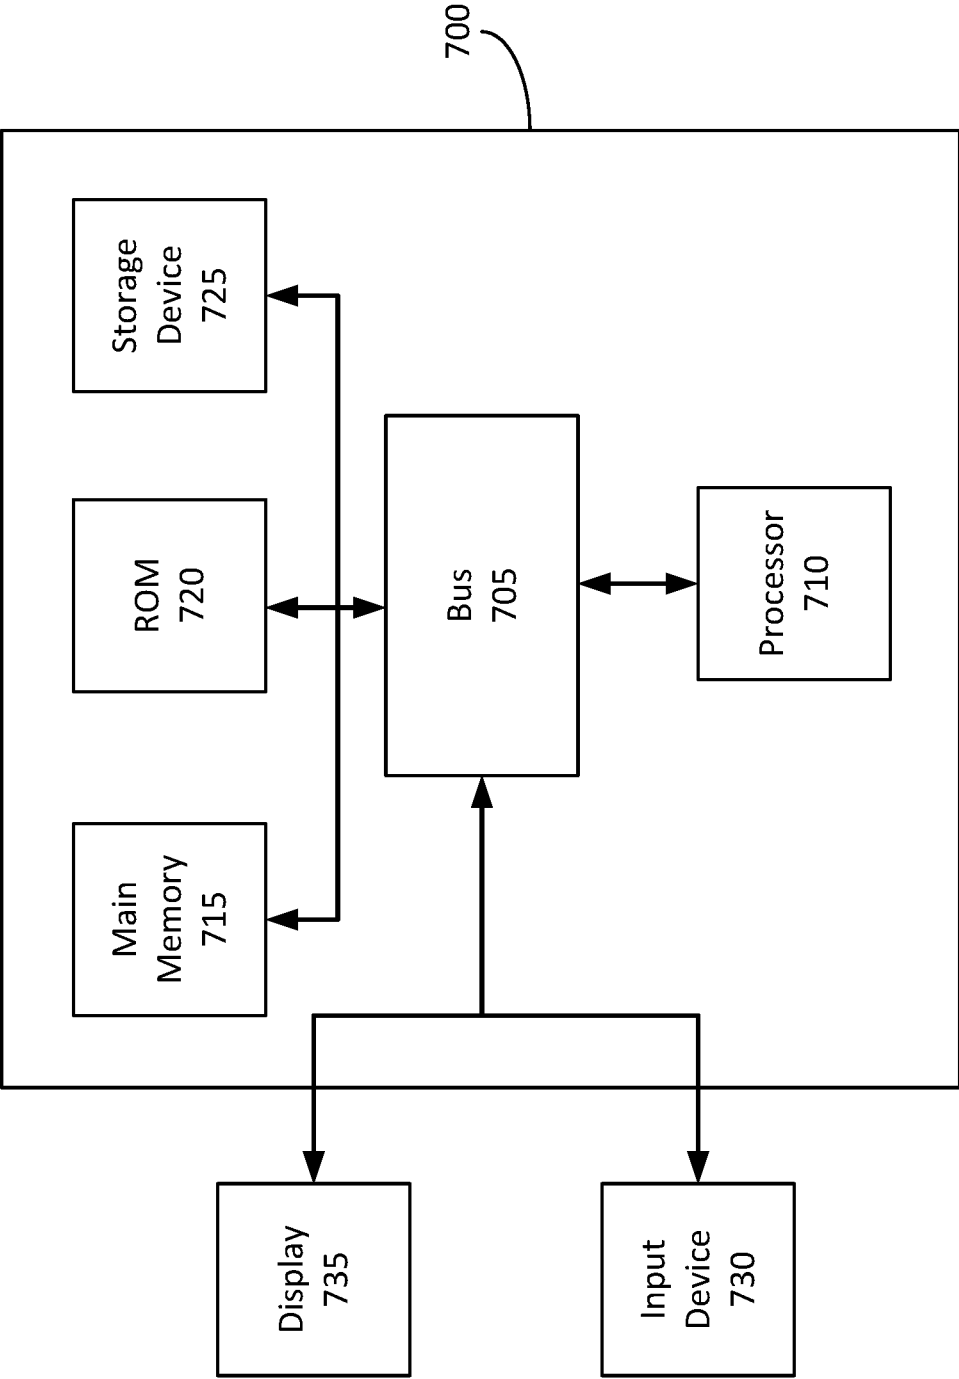 700
Main
Memory
715
ROM
720
Storage
Device
725
Display
735
Bus
705
Input
Device
730
Processor
710